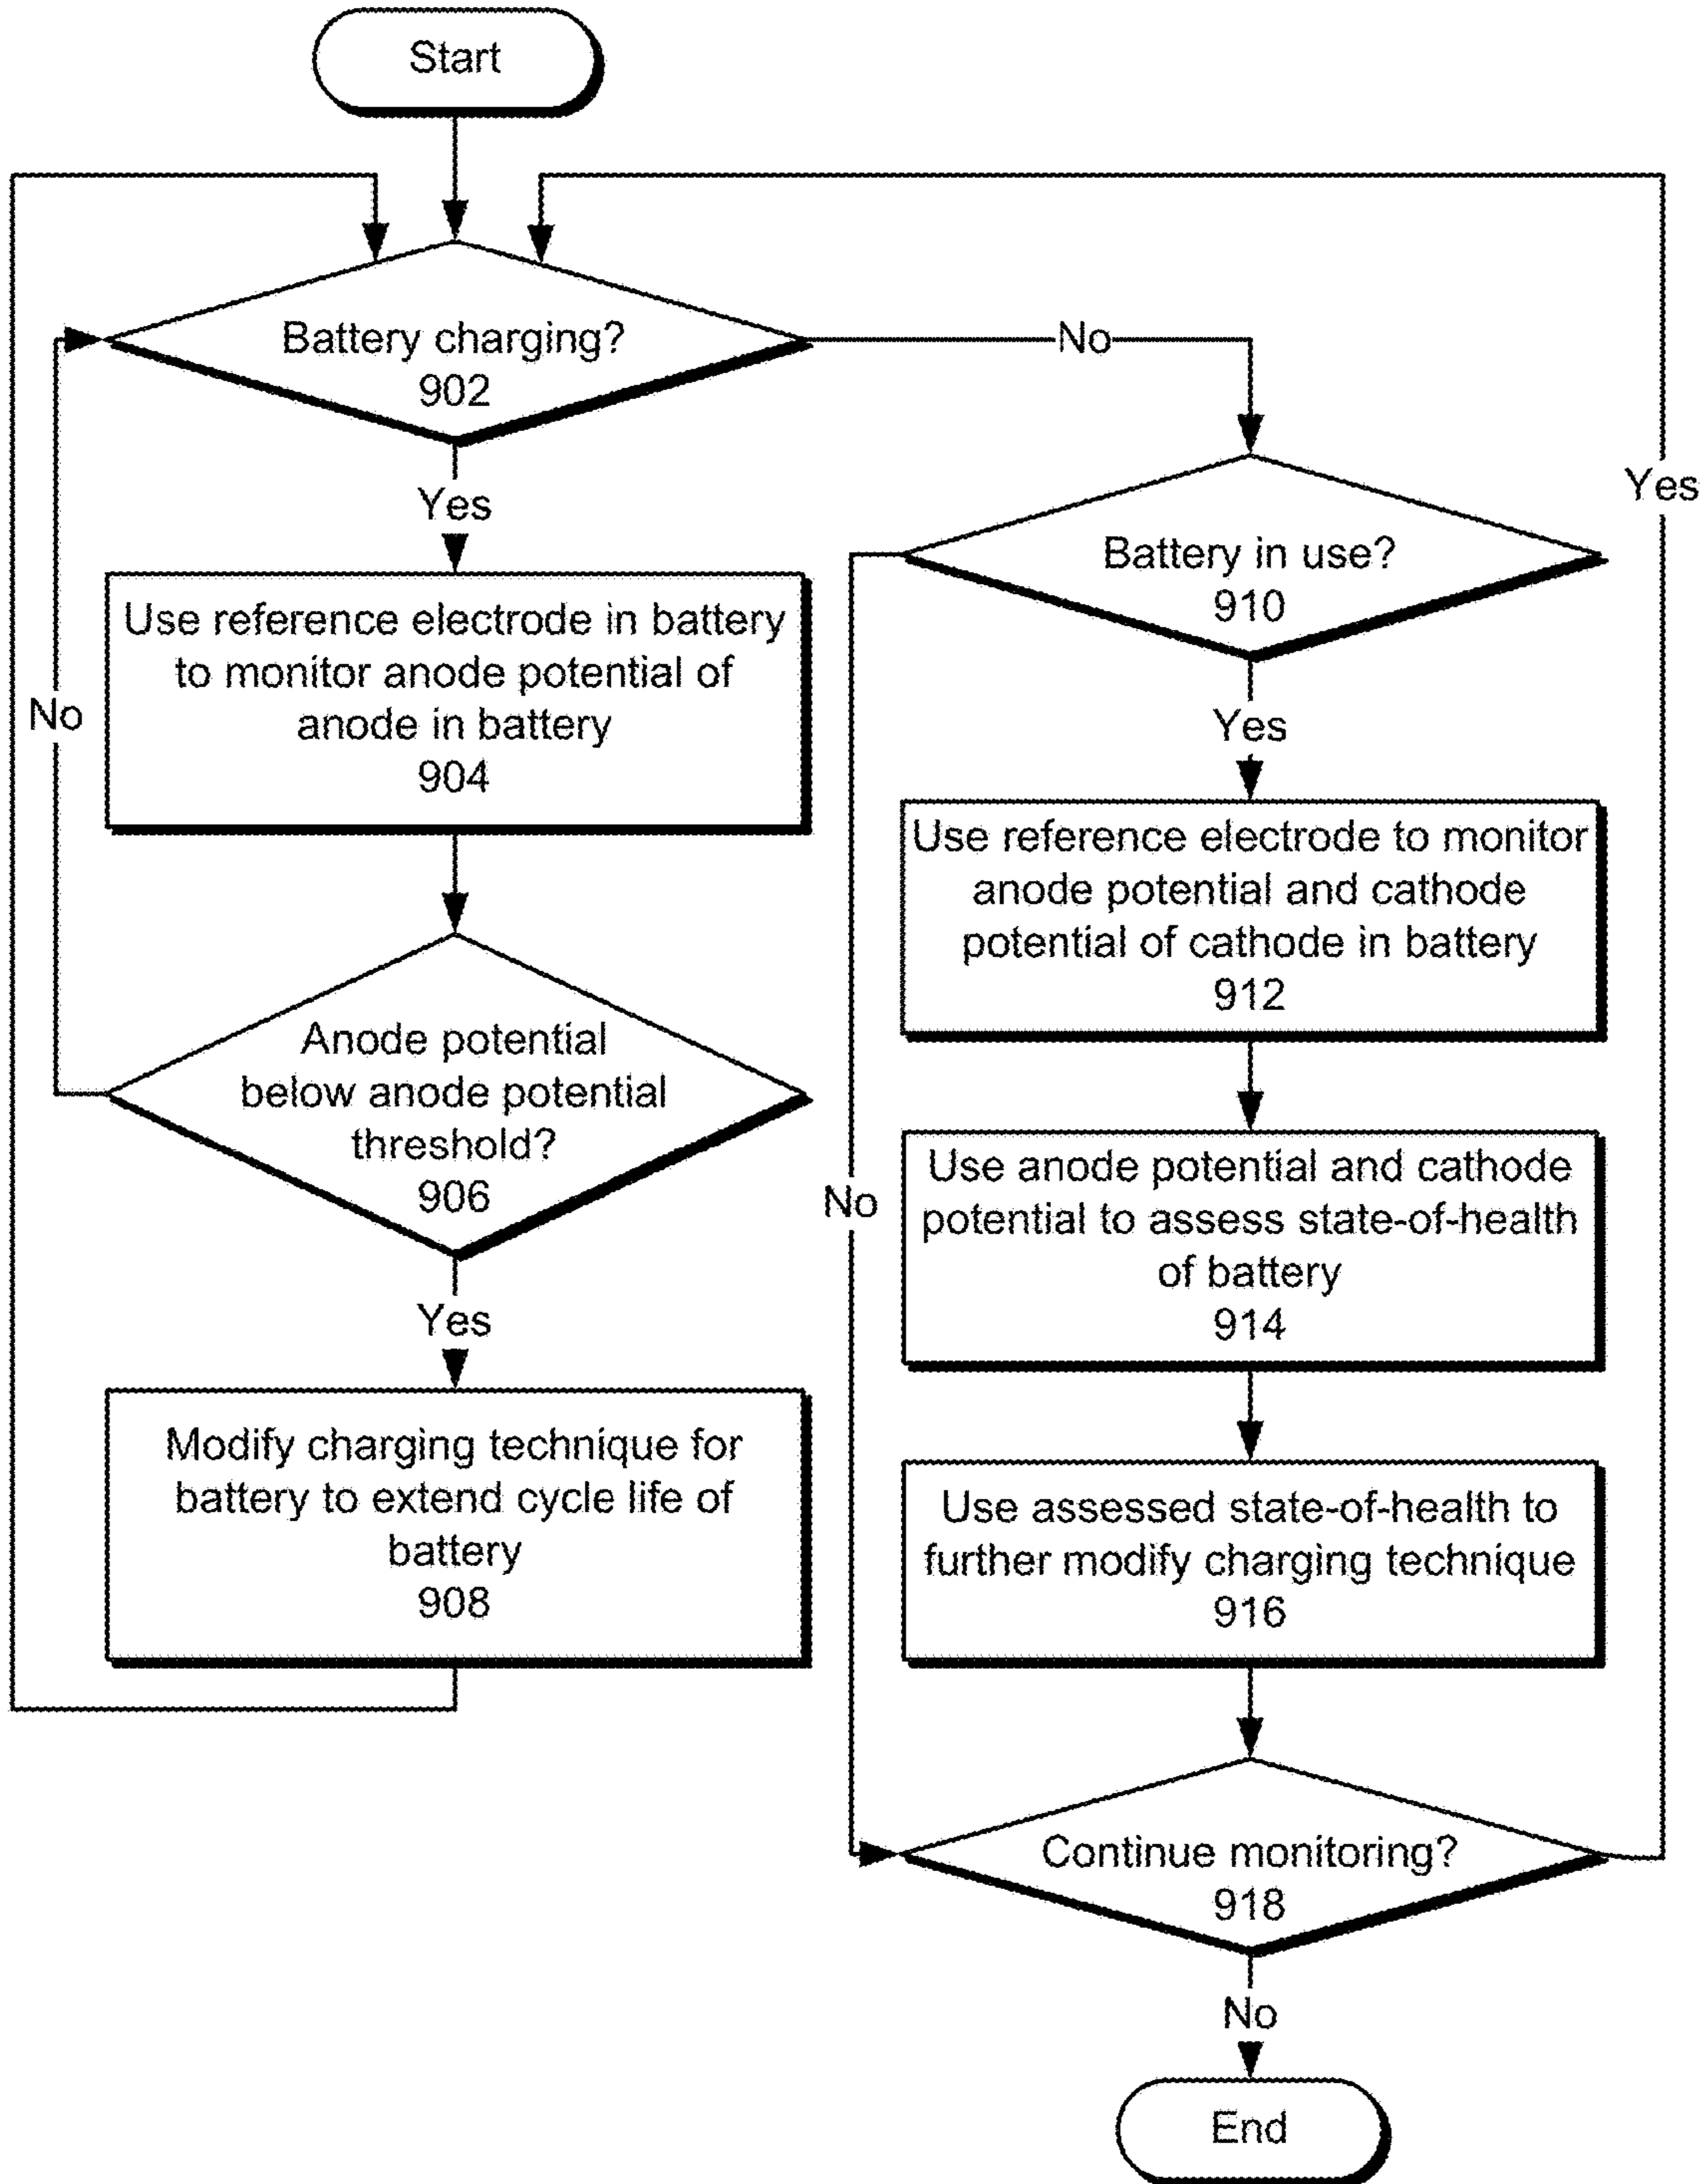 Start
Battery charging?
902
No
Yes
Use reference electrode in battery
to monitor anode potential of
anode in battery
904
No
Anode potential
below anode potential
threshold?
906
Yes
Modify charging technique for
battery to extend cycle life of
battery
908
Battery in use?
910
Yes
Yes
Use reference electrode to monitor
anode potential and cathode
potential of cathode in battery
912
No
Use anode potential and cathode
potential to assess state-of-health
of battery
914
Use assessed state-of-health to
further modify charging technique
916
Continue monitoring?
918
No
End